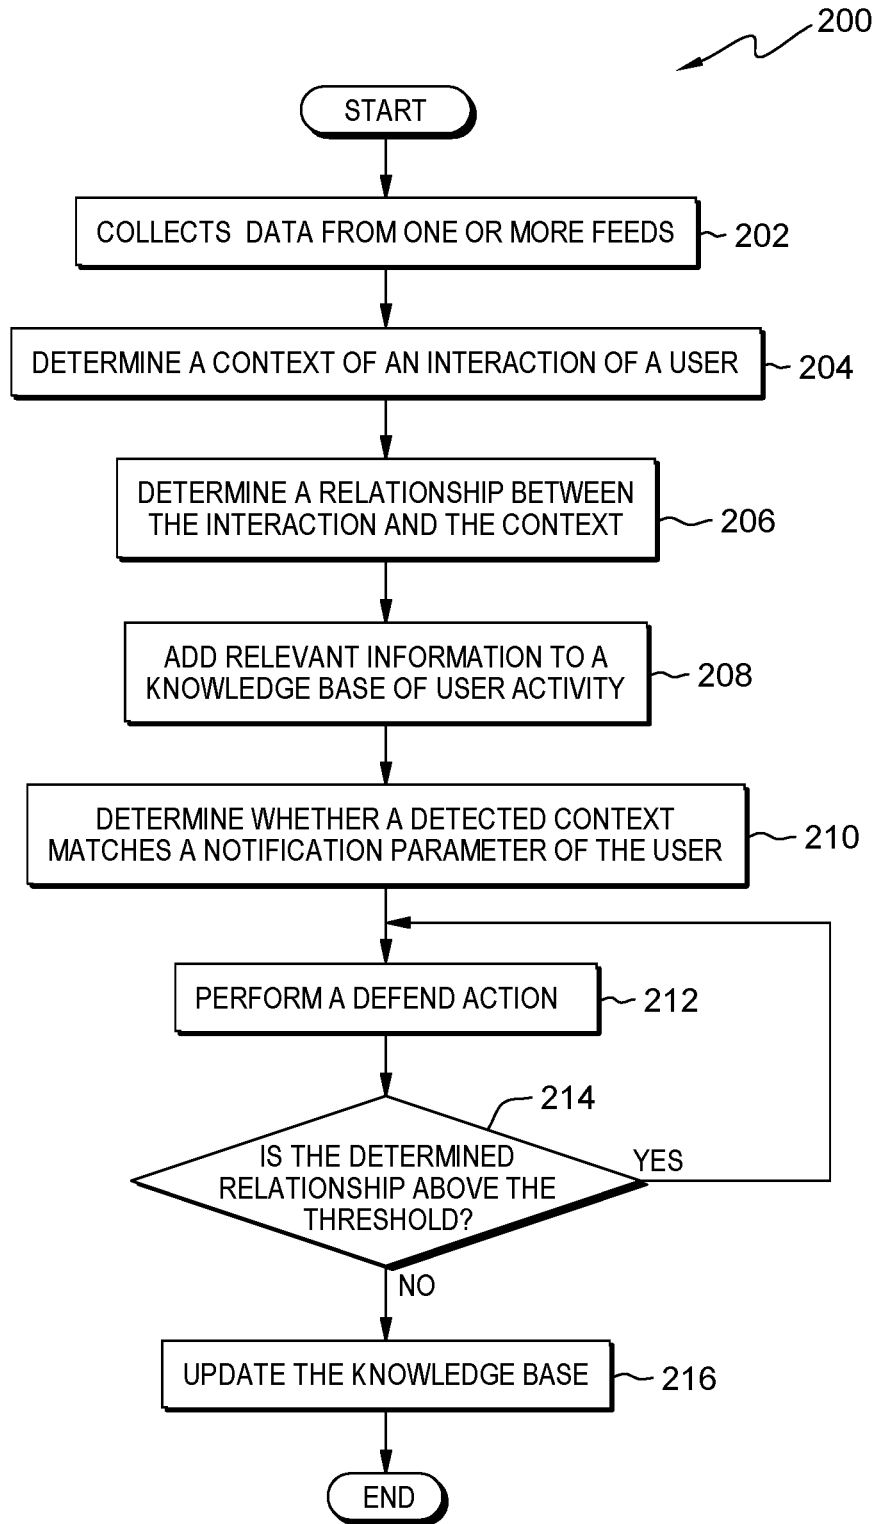 200
START
COLLECTS DATA FROM ONE OR MORE FEEDS
202
DETERMINE A CONTEXT OF AN INTERACTION OF A USER
204
DETERMINE A RELATIONSHIP BETWEEN
THE INTERACTION AND THE CONTEXT
206
ADD RELEVANT INFORMATION TO A
KNOWLEDGE BASE OF USER ACTIVITY
208
DETERMINE WHETHER A DETECTED CONTEXT
MATCHES A NOTIFICATION PARAMETER OF THE USER
210
PERFORM A DEFEND ACTION
212
214
IS THE DETERMINED
RELATIONSHIP ABOVE THE
THRESHOLD?
YES
NO
UPDATE THE KNOWLEDGE BASE
216
END